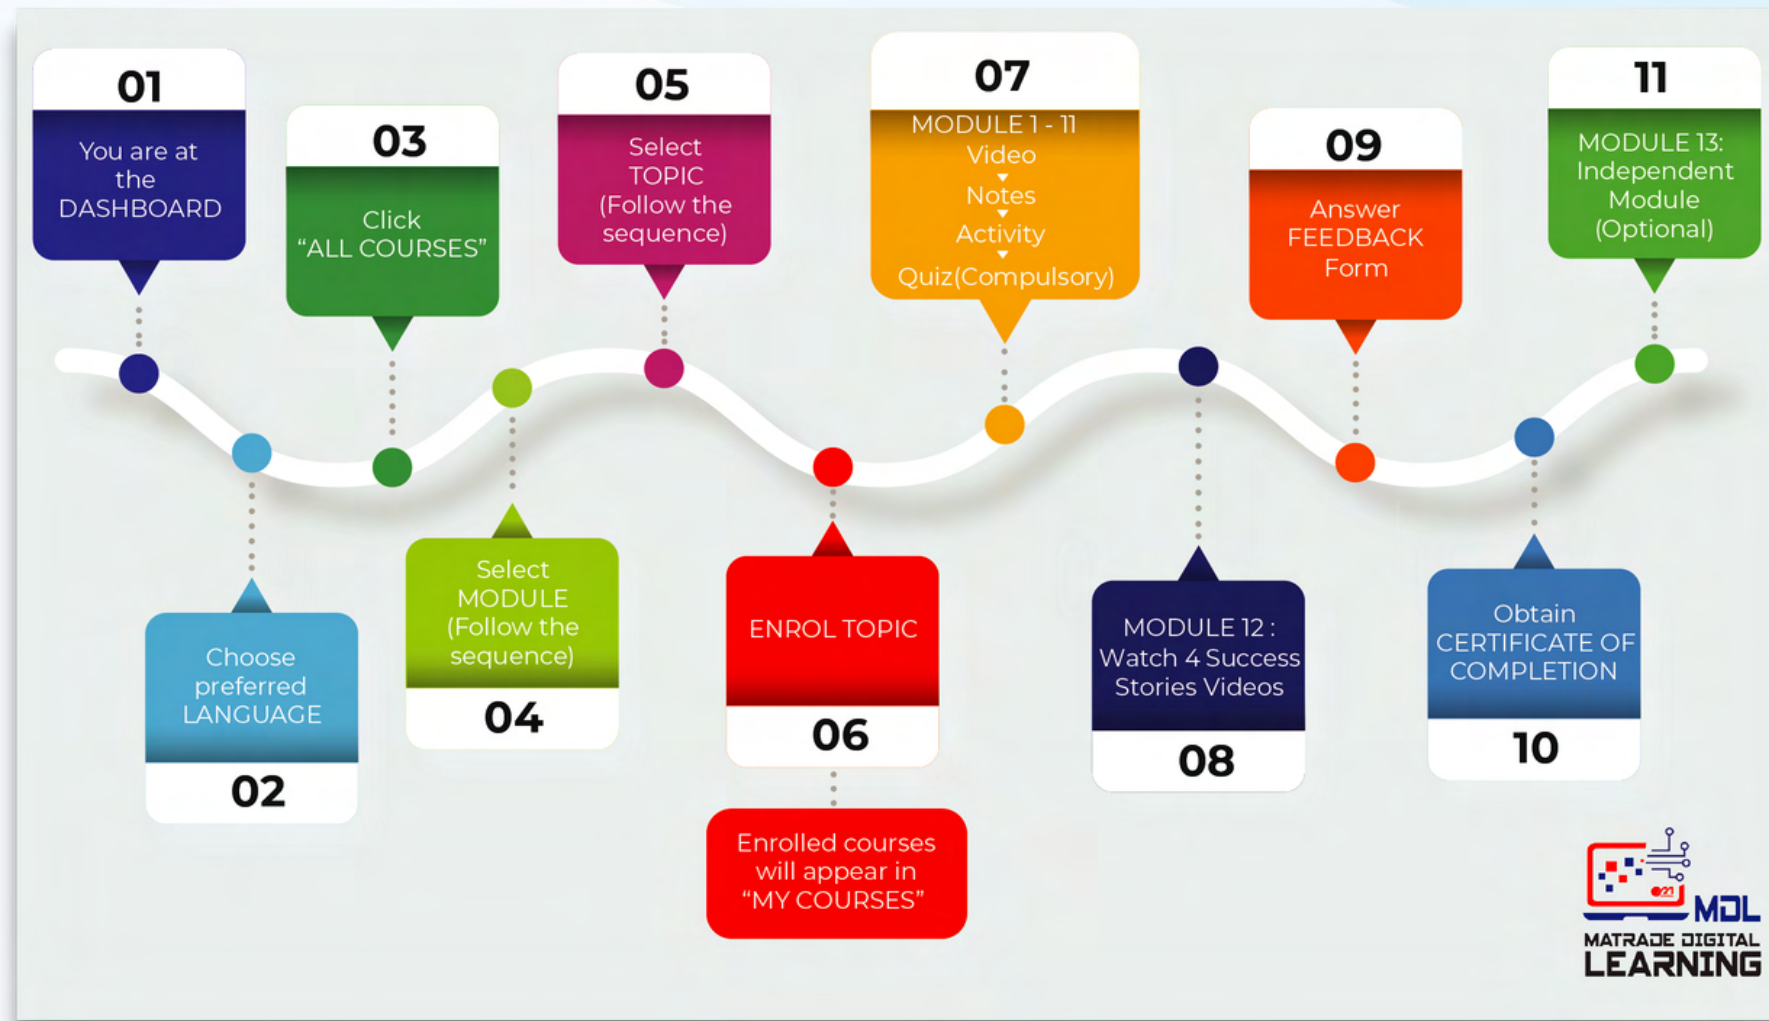 01
You are at
the
DASHBOARD
Choose
preferred
LANGUAGE
02
03
Click
“ALL COURSES”
Select
MODULE
(Follow the
sequence)
04
05
Select
TOPIC
(Follow the
sequence)
ENROL TOPIC
06
Enrolled courses
will appear in
“MY COURSES”
07
MODULE 1 - 11
Video
Notes
Activity
Quiz(Compulsory)
MODULE 12 :
Watch 4 Success
Stories Videos
08
09
Answer
FEEDBACK
Form
Obtain
CERTIFICATE OF
COMPLETION
10
11
MODULE 13:
Independent
Module
(Optional)
MDL
MATRADE DIGITAL
LEARNING